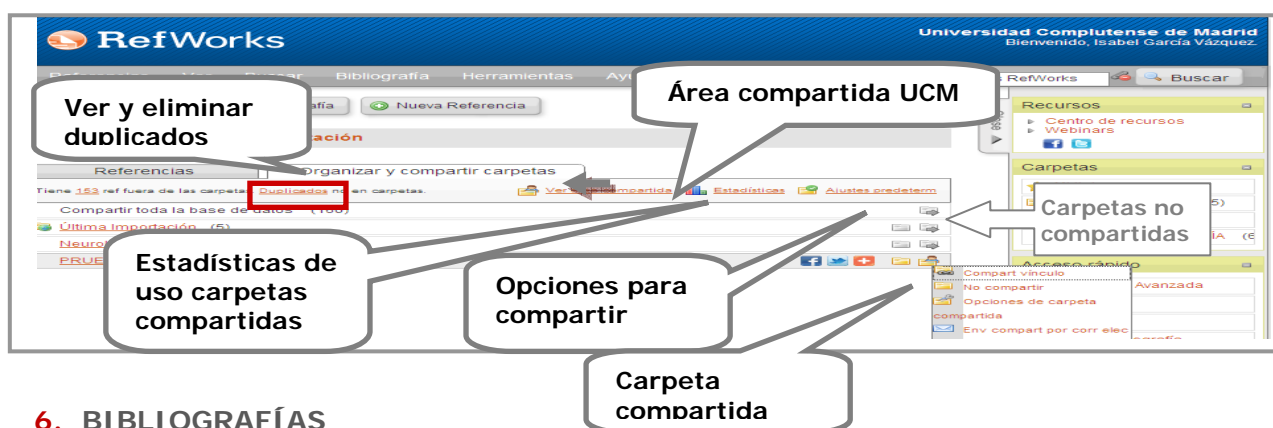 RefWorks
Universidad Complutense de Madrid
Bienvenido, Isabel García Vázquez.
Bibliografía Herramientas
RefWorks Buscar
Ver y eliminar
duplicados
Nueva Referencia
Área compartida UCM
Recursos
Centro de recursos
Webinars
Referencias
Organizar y compartir carpetas
Carpetas
Tiene 153 ref fuera de las carpetas. Duplicados no en carpetas.
Estadísticas Ajustes predeterm
Compartir toda la base de datos
Última Importación (5)
Carpetas no
compartidas
Estadísticas de
uso carpetas
compartidas
Opciones para
compartir
Acceso rápido
Compart vínculo
No compartir
Avanzada
Opciones de carpeta
compartida
Env compart por corr elec
Carpeta
compartida
6. BIBLIOGRAFÍAS